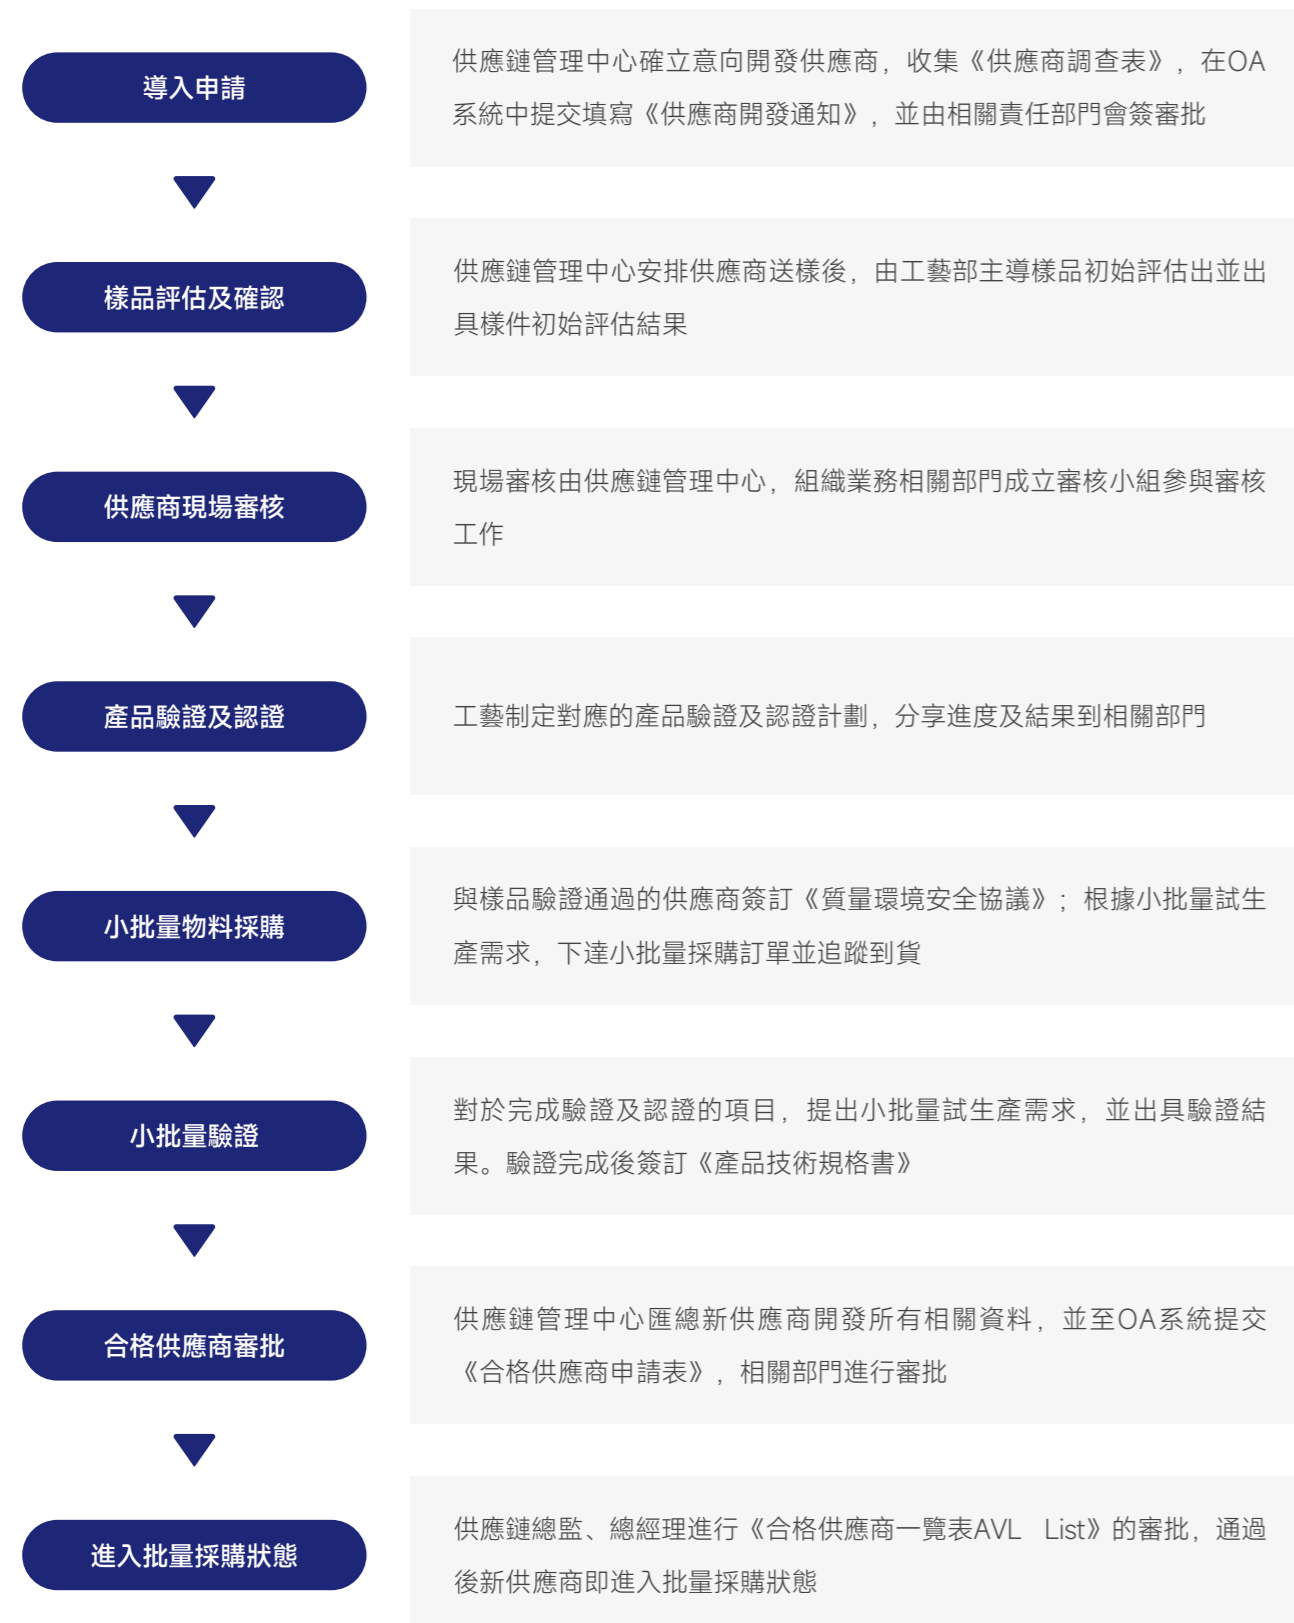 導入申請
供應鏈管理中心確立意向開發供應商，收集《供應商調查表》，在OA
系統中提交填寫《供應商開發通知》，並由相關責任部門會簽審批
樣品評估及確認
供應鏈管理中心安排供應商送樣後，由工藝部主導樣品初始評估出並出
具樣件初始評估結果
供應商現場審核
現場審核由供應鏈管理中心，組織業務相關部門成立審核小組參與審核
工作
產品驗證及認證
工藝制定對應的產品驗證及認證計劃，分享進度及結果到相關部門
小批量物料採購
與樣品驗證通過的供應商簽訂《質量環境安全協議》；根據小批量試生
產需求，下達小批量採購訂單並追蹤到貨
小批量驗證
對於完成驗證及認證的項目，提出小批量試生產需求，並出具驗證結
果。驗證完成後簽訂《產品技術規格書》
合格供應商審批
供應鏈管理中心匯總新供應商開發所有相關資料，並至OA系統提交
《合格供應商申請表》，相關部門進行審批
進入批量採購狀態
供應鏈總監、總經理進行《合格供應商一覽表AVL List》的審批，通過
後新供應商即進入批量採購狀態